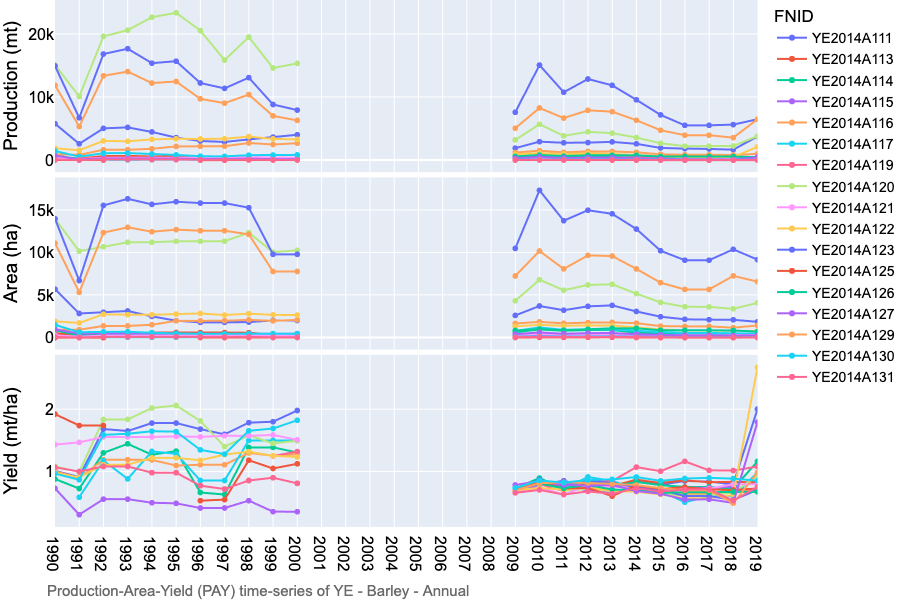 Production (mt)
20k
10k
0
Area (ha)
15k
10k
5k
0
Yield (mt/ha)
2
1
1990 1991 1992 1993 1994 1995 1996 1997 1998 1999 2000 2001 2002 2003 2004 2005 2006 2007 2008 2009 2010 2011 2012 2013 2014 2015 2016 2017 2018 2019
Production-Area-Yield (PAY) time-series of YE - Barley - Annual
FNID
YE2014A111
YE2014A113
YE2014A114
YE2014A115
YE2014A116
YE2014A117
YE2014A119
YE2014A120
YE2014A121
YE2014A122
YE2014A123
YE2014A125
YE2014A126
YE2014A127
YE2014A129
YE2014A130
YE2014A131